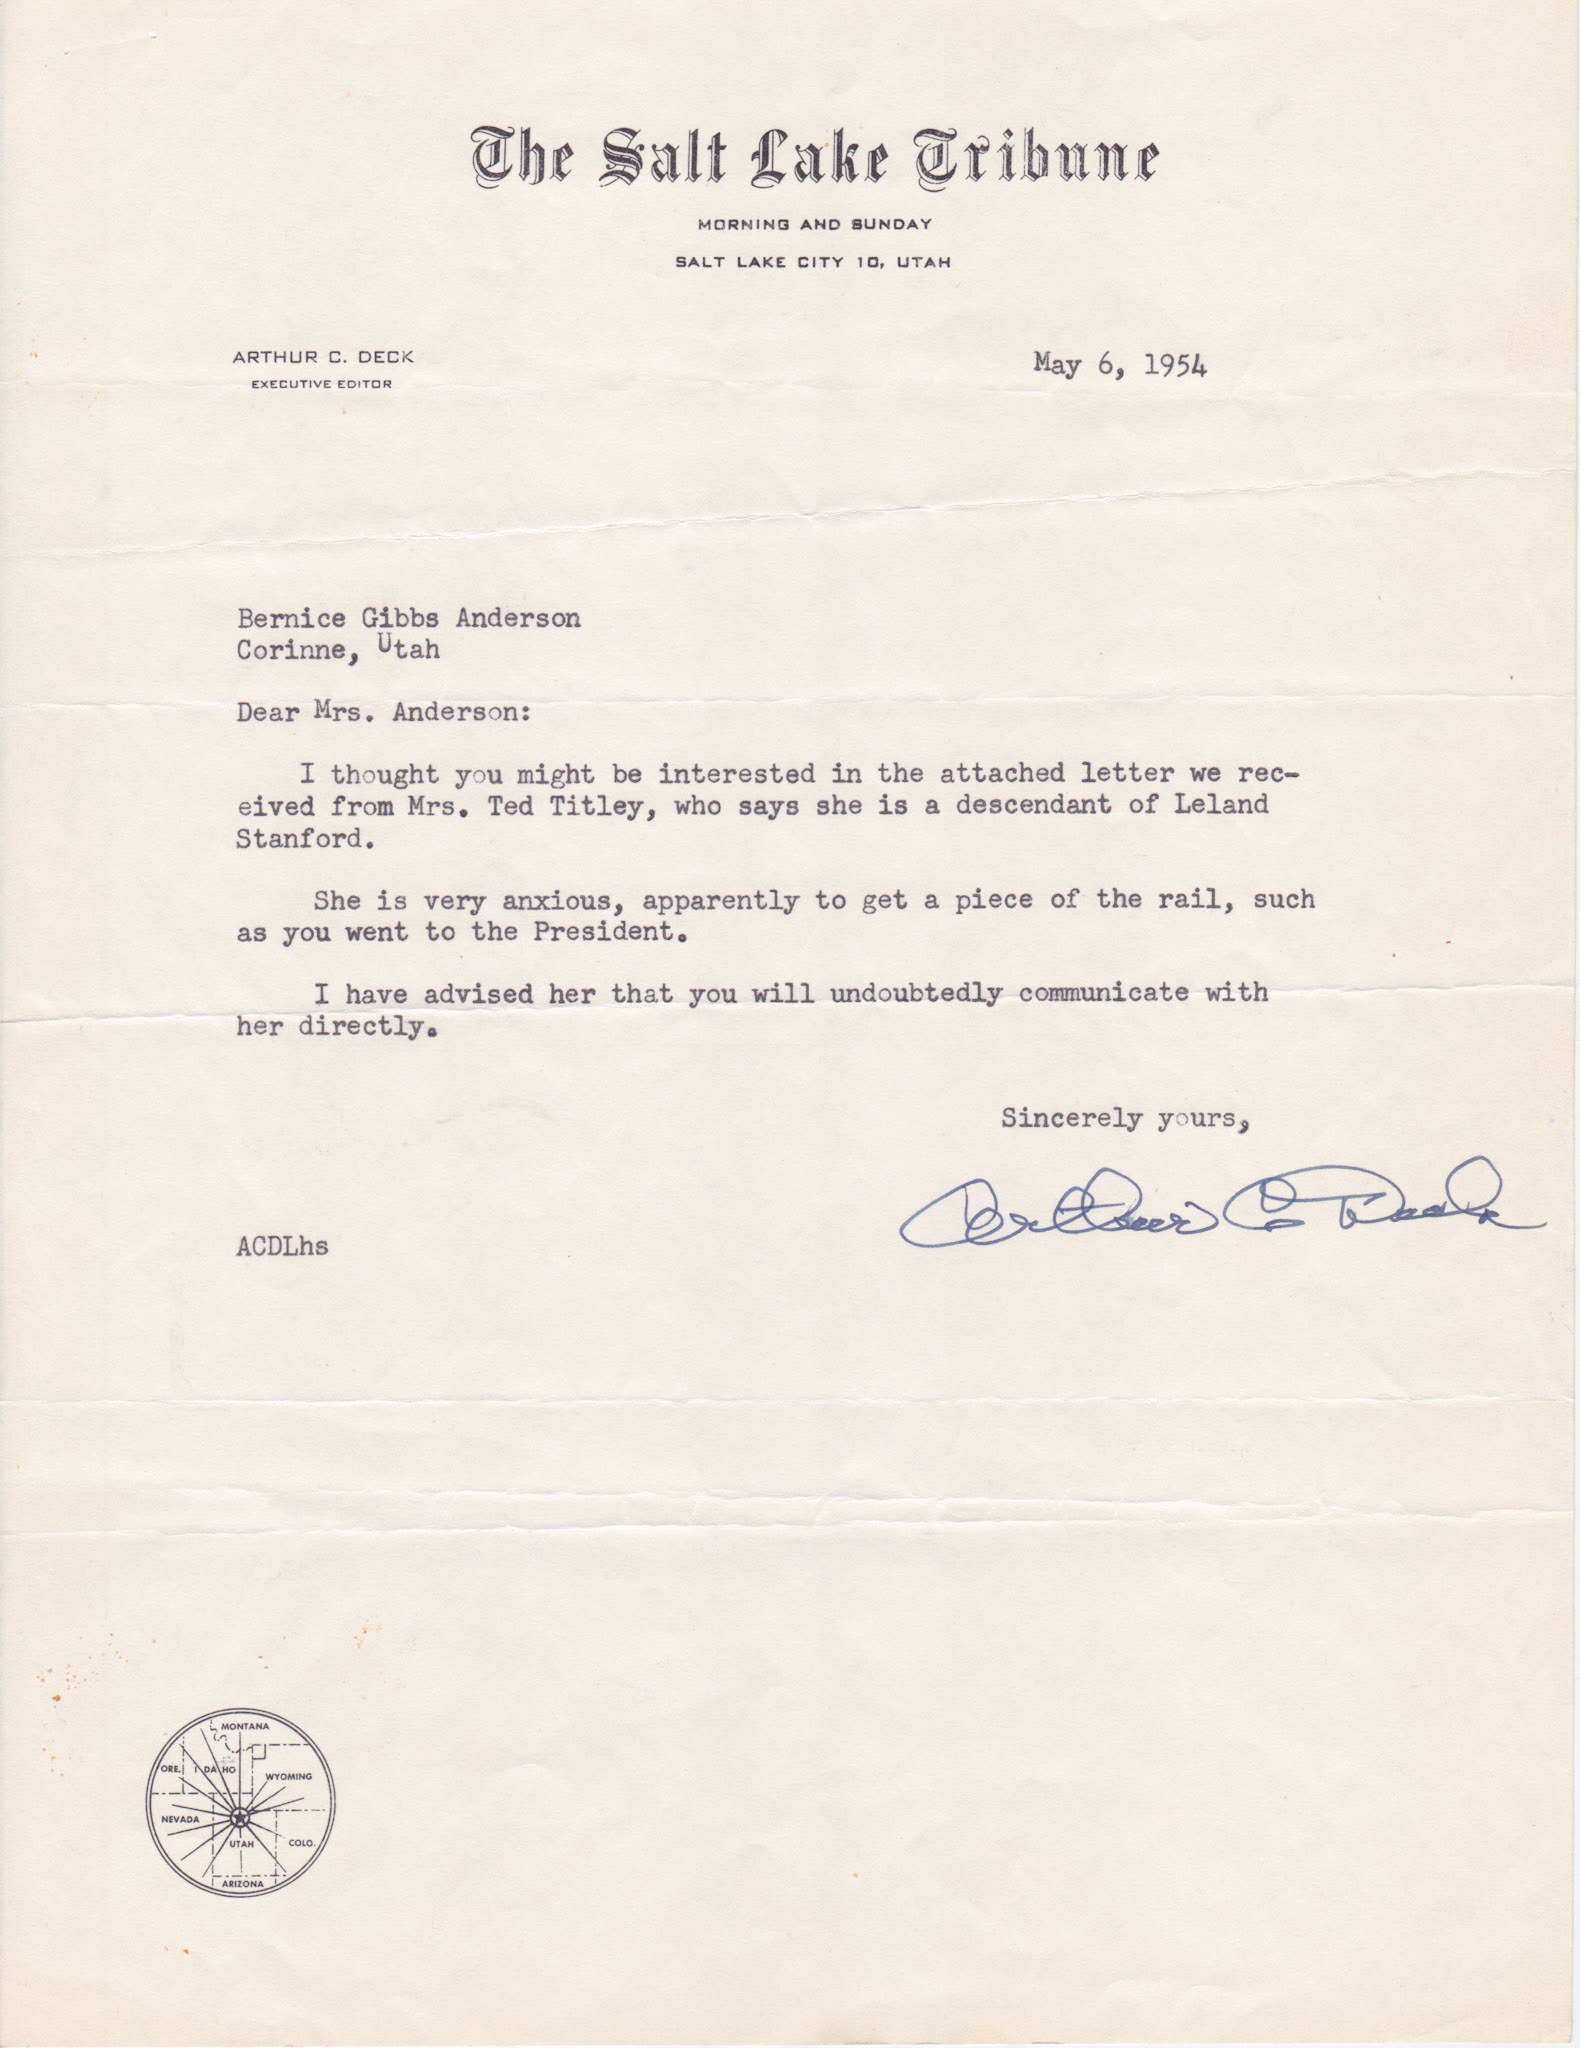 The Salt Lake Tribune
MORNING AND SUNDAY
SALT LAKE CITY 10, UTAH
ARTHUR C. DECK
EXECUTIVE EDITOR
May 6, 1954
Bernice Gibbs Anderson
Corinne, Utah
Dear Mrs. Anderson:
I thought you might be interested in the attached letter we rec-
eived from Mrs. Ted Titley, who says she is a descendant of Leland
Stanford.
She is very anxious, apparently to get a piece of the rail, such
as you went to the President.
I have advised her that you will undoubtedly communicate with
her directly.
Sincerely yours,
Arthur C. Deck
ACDLhs
MONTANA
ORE. IDAHO
WYOMING
NEVADA
UTAH COLO.
ARIZONA